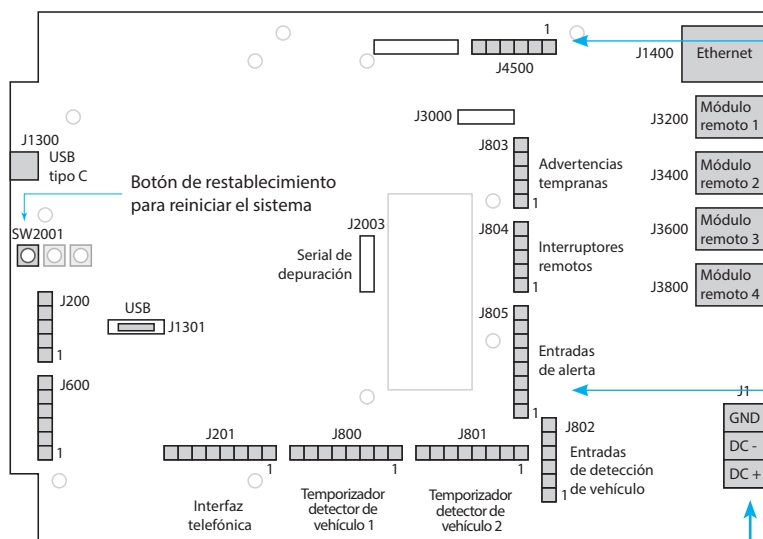 1
J4500
J1400
Ethernet
J3000
J3200
Módulo
remoto 1
J1300
USB
tipo C
J803
Advertencias
tempranas
1
J3400
Módulo
remoto 2
Botón de restablecimiento
para reiniciar el sistema
SW2001
J2003
Serial de
depuración
J804
Interruptores
remotos
1
J3600
Módulo
remoto 3
J3800
Módulo
remoto 4
J200
1
USB
J1301
J805
Entradas
de alerta
1
J600
1
J1
GND
DC -
DC +
J201
1
Interfaz
telefónica
J800
1
Temporizador
detector de
vehículo 1
J801
1
Temporizador
detector de
vehículo 2
J802
Entradas
de detección
de vehículo
1